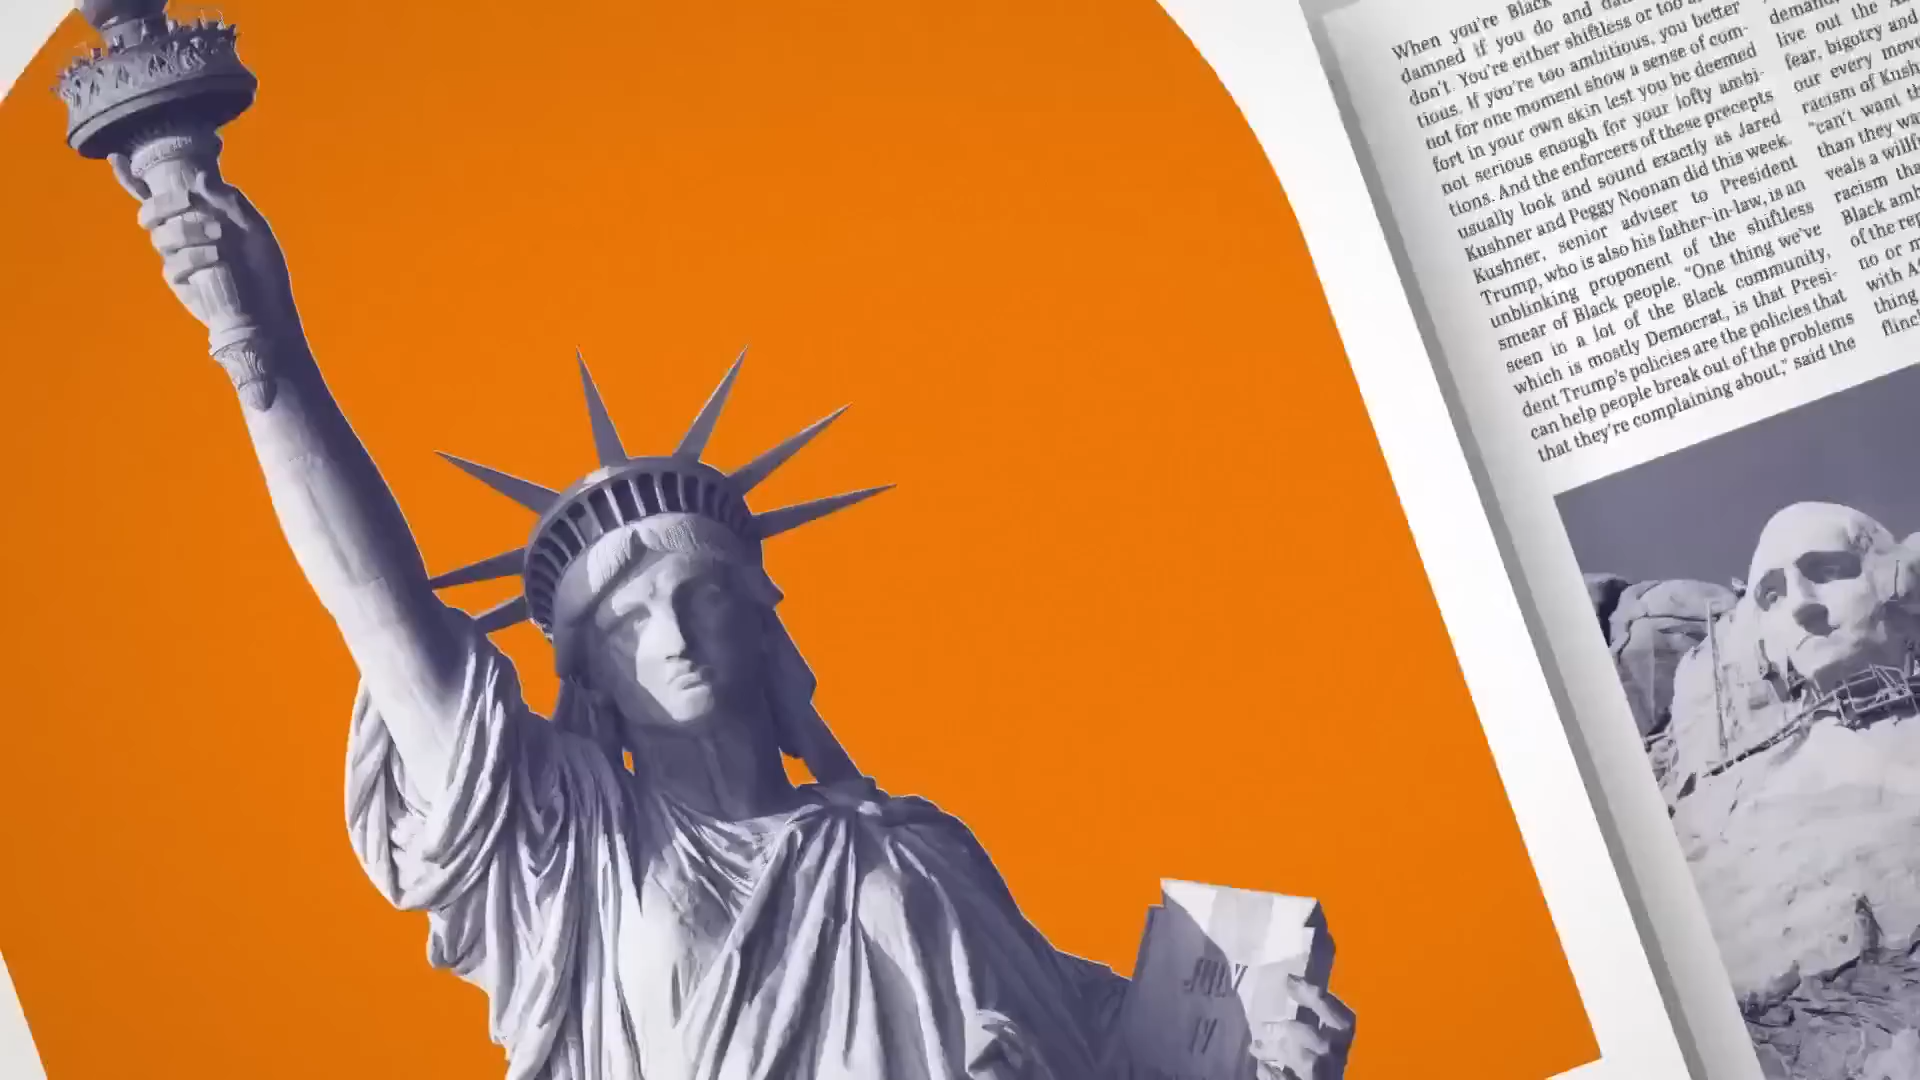 When you're Black
damned if you do and
don't. You're either shiftless or too
tious. If you're too ambitious, you better
not for one moment show a sense of com-
fort in your own skin lest you be deemed
not serious enough for your lofty ambi-
tions. And the enforcers of these precepts
usually look and sound exactly as Jared
Kushner and Peggy Noonan did this week.
Kushner, senior adviser to President
Trump, who is also his father-in-law, is an
unblinking proponent of the shiftless
smear of Black people. "One thing we've
seen in a lot of the Black community,
which is mostly Democrat, is that Presi-
dent Trump's policies are the policies that
can help people break out of the problems
that they're complaining about," said the
live out the
fear, bigotry and
our every
racism of
"can't want
than they
veals a
racism
Black
of the
no or
with
thing
JULY